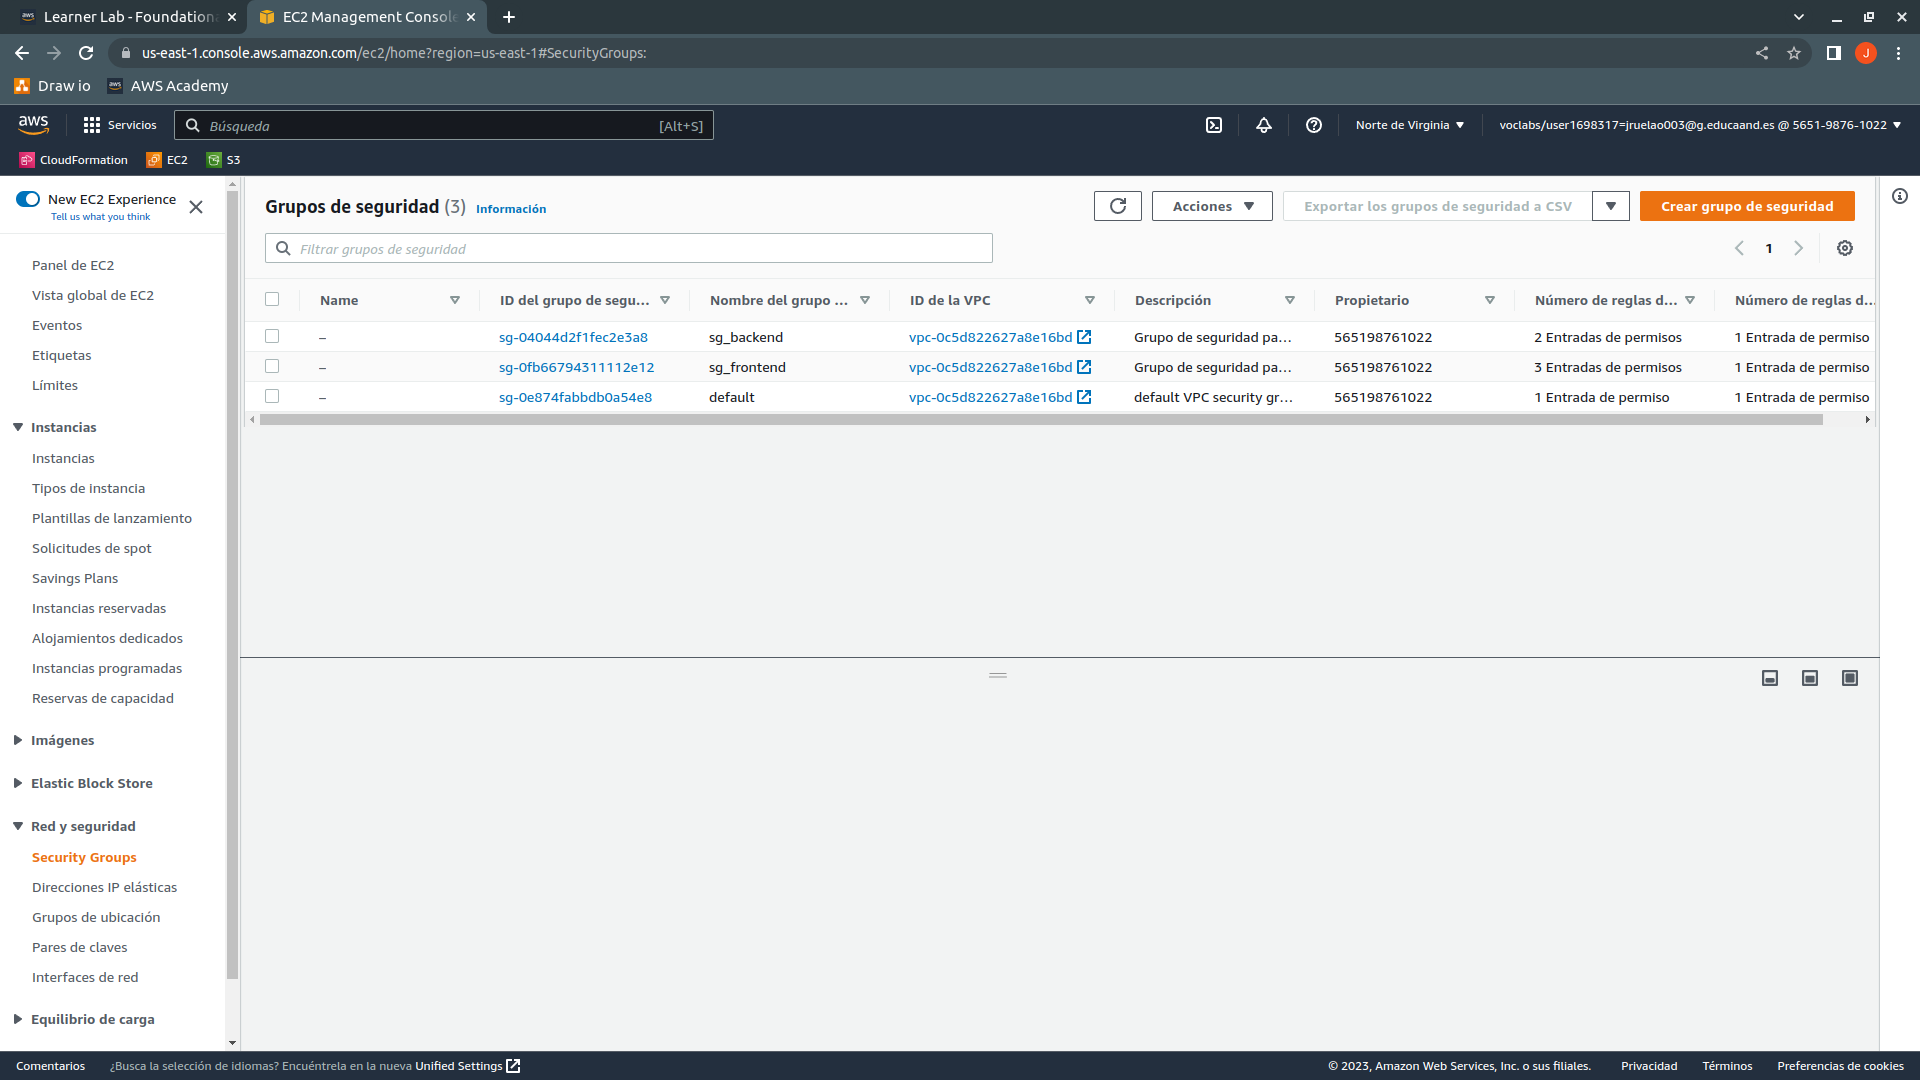 Learner Lab - Foundation
EC2 Management Console
us-east-1.console.aws.amazon.com/ec2/home?region=us-east-1#SecurityGroups:
J
Draw io
AWS Academy
aws
Servicios
Búsqueda
[Alt+S]
Norte de Virginia
voclabs/user1698317=jruelao003@g.educaand.es @ 5651-9876-1022
CloudFormation
EC2
S3
New EC2 Experience
Tell us what you think
Panel de EC2
Vista global de EC2
Eventos
Etiquetas
Límites
Instancias
Instancias
Tipos de instancia
Plantillas de lanzamiento
Solicitudes de spot
Savings Plans
Instancias reservadas
Alojamientos dedicados
Instancias programadas
Reservas de capacidad
Imágenes
Elastic Block Store
Red y seguridad
Security Groups
Direcciones IP elásticas
Grupos de ubicación
Pares de claves
Interfaces de red
Equilibrio de carga
Grupos de seguridad (3) Información
Acciones
Exportar los grupos de seguridad a CSV
Crear grupo de seguridad
Filtrar grupos de seguridad
1
Name ID del grupo de segu... Nombre del grupo ... ID de la VPC Descripción Propietario Número de reglas d... Número de reglas d...
– sg-04044d2f1fec2e3a8 sg_backend vpc-0c5d822627a8e16bd Grupo de seguridad pa... 565198761022 2 Entradas de permisos 1 Entrada de permiso
– sg-0fb66794311112e12 sg_frontend vpc-0c5d822627a8e16bd Grupo de seguridad pa... 565198761022 3 Entradas de permisos 1 Entrada de permiso
– sg-0e874fabbdb0a54e8 default vpc-0c5d822627a8e16bd default VPC security gr... 565198761022 1 Entrada de permiso 1 Entrada de permiso
Comentarios
¿Busca la selección de idiomas? Encuéntrela en la nueva Unified Settings
© 2023, Amazon Web Services, Inc. o sus filiales.
Privacidad
Términos
Preferencias de cookies